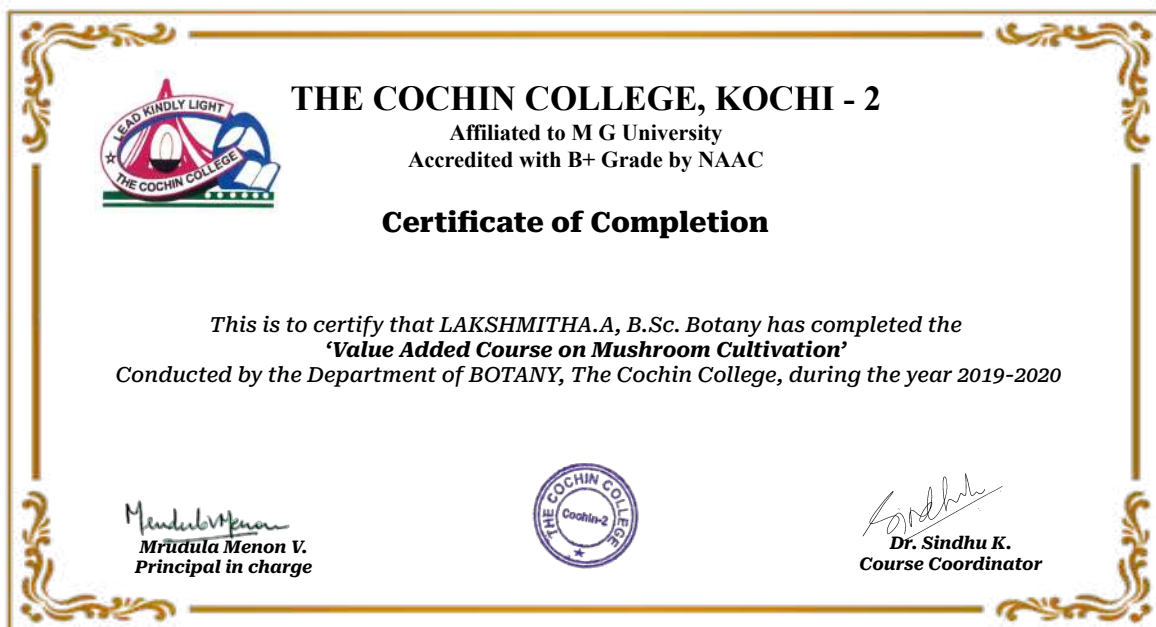 LEAD KINDLY LIGHT
THE COCHIN COLLEGE
THE COCHIN COLLEGE, KOCHI - 2
Affiliated to M G University
Accredited with B+ Grade by NAAC
Certificate of Completion
This is to certify that LAKSHMITHA.A, B.Sc. Botany has completed the
‘Value Added Course on Mushroom Cultivation’
Conducted by the Department of BOTANY, The Cochin College, during the year 2019-2020
Mrudula Menon
Mrudula Menon V.
Principal in charge
THE COCHIN COLLEGE
Cochin-2
Sindhu
Dr. Sindhu K.
Course Coordinator